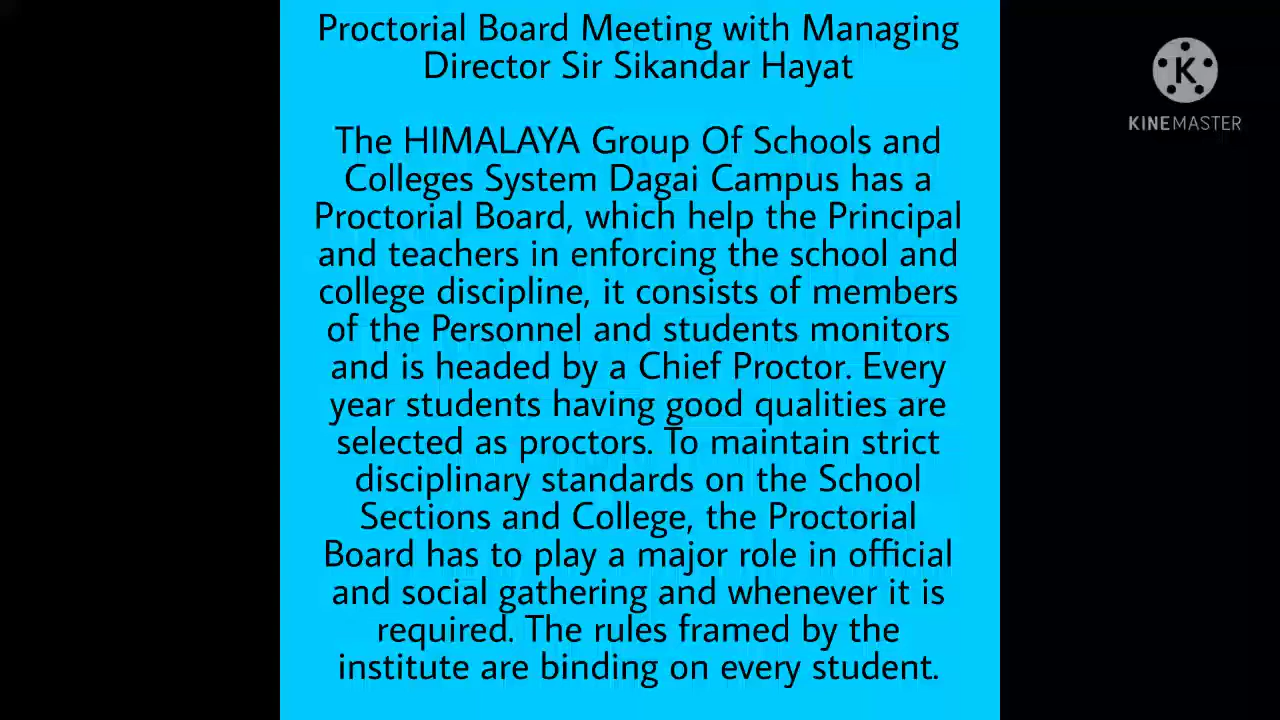 Proctorial Board Meeting with Managing
Director Sir Sikandar Hayat
The HIMALAYA Group Of Schools and
Colleges System Dagai Campus has a
Proctorial Board, which help the Principal
and teachers in enforcing the school and
college discipline, it consists of members
of the Personnel and students monitors
and is headed by a Chief Proctor. Every
year students having good qualities are
selected as proctors. To maintain strict
disciplinary standards on the School
Sections and College, the Proctorial
Board has to play a major role in official
and social gathering and whenever it is
required. The rules framed by the
institute are binding on every student.
K
KINEMASTER